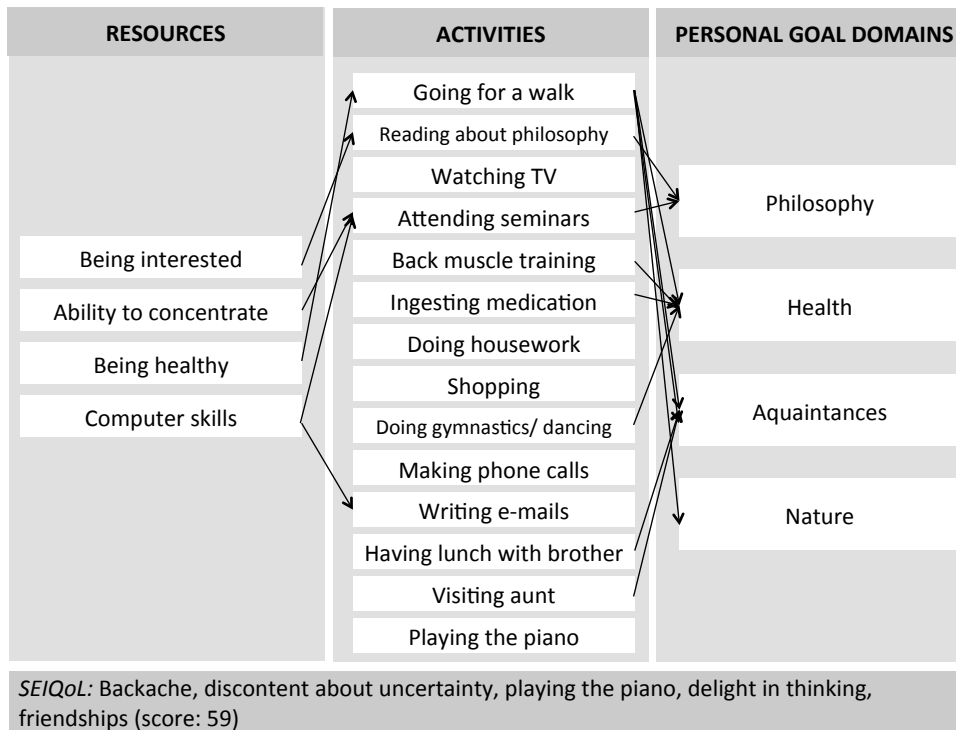 RESOURCES
Being interested
Ability to concentrate
Being healthy
Computer skills
ACTIVITIES
Going for a walk
Reading about philosophy
Watching TV
Attending seminars
Back muscle training
Ingesting medication
Doing housework
Shopping
Doing gymnastics/ dancing
Making phone calls
Writing e-mails
Having lunch with brother
Visiting aunt
Playing the piano
PERSONAL GOAL DOMAINS
Philosophy
Health
Aquaintances
Nature
SEIQoL: Backache, discontent about uncertainty, playing the piano, delight in thinking,
friendships (score: 59)